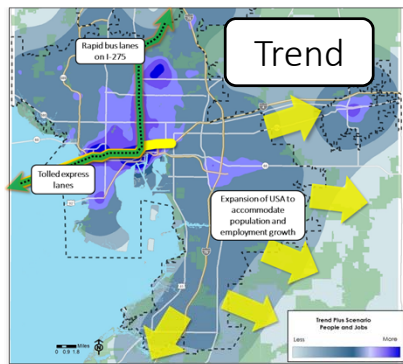 Trend
Rapid bus lanes
on I-275
Tolled express
lanes
Expansion of USA to
accommodate
population and
employment growth
Miles
0 0.9 1.8
Trend Plus Scenario
People and Jobs
Less
More